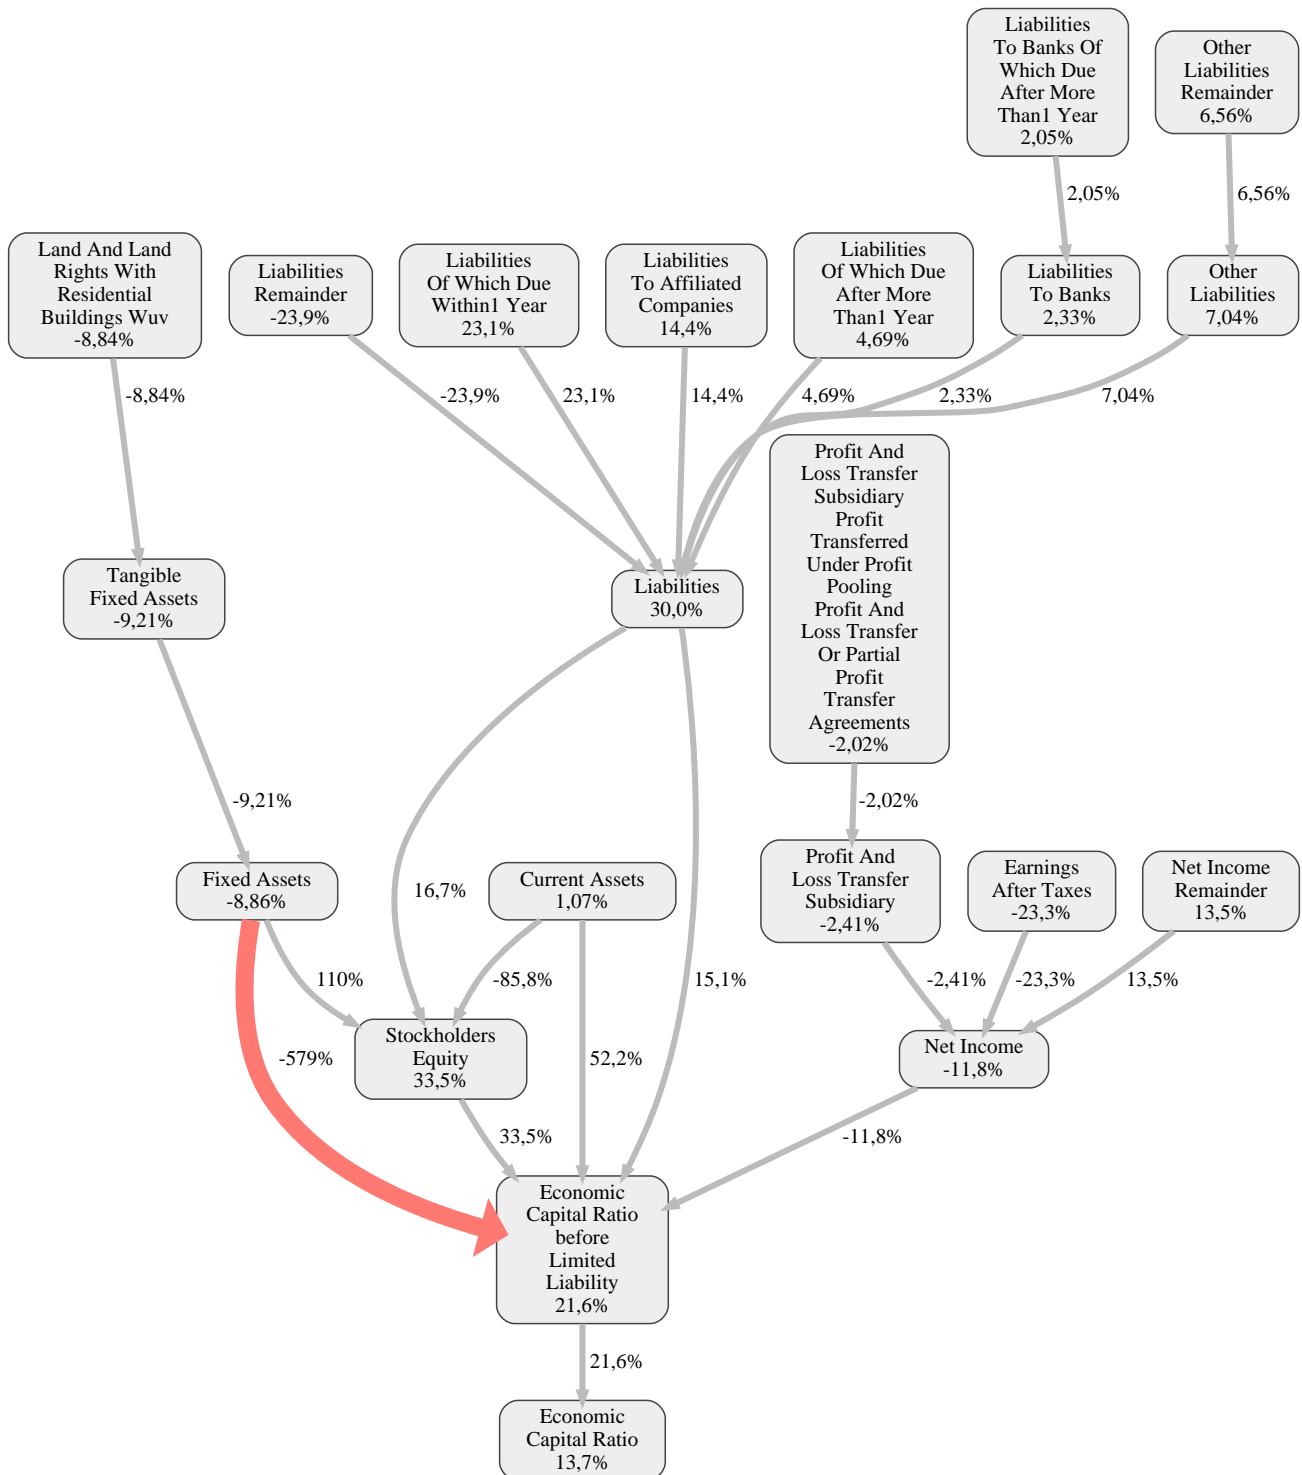 Liabilities
To Banks Of
Which Due
After More
Than1 Year
2,05%
Other
Liabilities
Remainder
6,56%
2,05%
6,56%
Land And Land
Rights With
Residential
Buildings Wuv
-8,84%
Liabilities
Remainder
-23,9%
Liabilities
Of Which Due
Within1 Year
23,1%
Liabilities
To Affiliated
Companies
14,4%
Liabilities
Of Which Due
After More
Than1 Year
4,69%
Liabilities
To Banks
2,33%
Other
Liabilities
7,04%
-8,84%
-23,9%
23,1%
14,4%
4,69%
2,33%
7,04%
Profit And
Loss Transfer
Subsidiary
Profit
Transferred
Under Profit
Pooling
Profit And
Loss Transfer
Or Partial
Profit
Transfer
Agreements
-2,02%
Tangible
Fixed Assets
-9,21%
Liabilities
30,0%
-9,21%
-2,02%
Fixed Assets
-8,86%
16,7%
Current Assets
1,07%
Profit And
Loss Transfer
Subsidiary
-2,41%
Earnings
After Taxes
-23,3%
Net Income
Remainder
13,5%
110%
-85,8%
15,1%
-2,41%
-23,3%
13,5%
Stockholders
Equity
33,5%
Net Income
-11,8%
-579%
52,2%
33,5%
-11,8%
Economic
Capital Ratio
before
Limited
Liability
21,6%
21,6%
Economic
Capital Ratio
13,7%